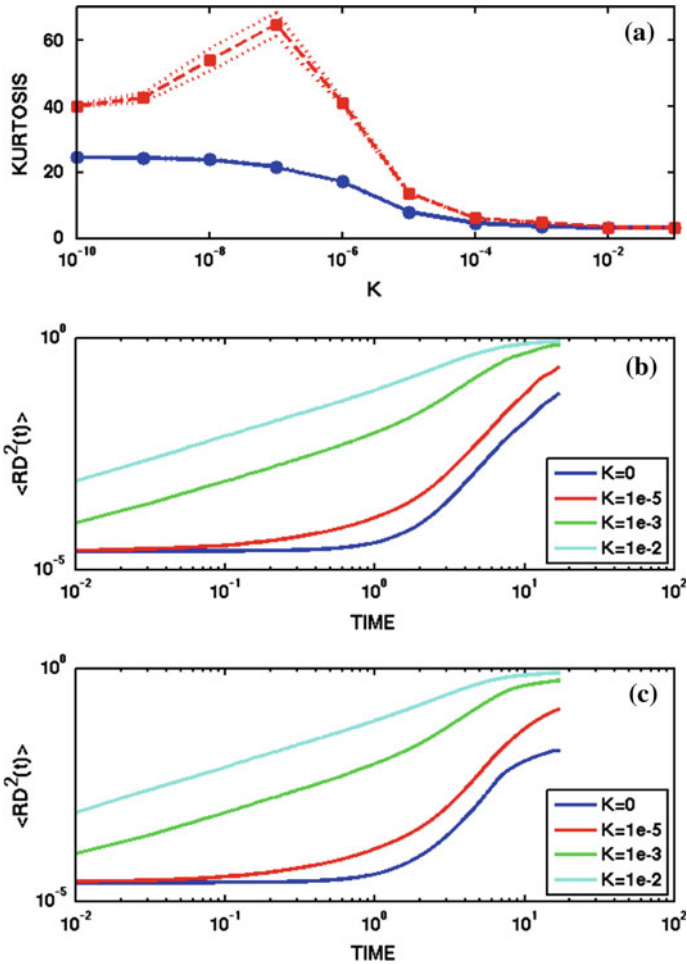 (a)
KURTOSIS
60
40
20
0
10^-10
10^-8
10^-6
10^-4
10^-2
K
(b)
<RD^2(t)>
10^0
10^-5
K=0
K=1e-5
K=1e-3
K=1e-2
10^-2
10^-1
10^0
10^1
10^2
TIME
(c)
<RD^2(t)>
10^0
10^-5
K=0
K=1e-5
K=1e-3
K=1e-2
10^-2
10^-1
10^0
10^1
10^2
TIME